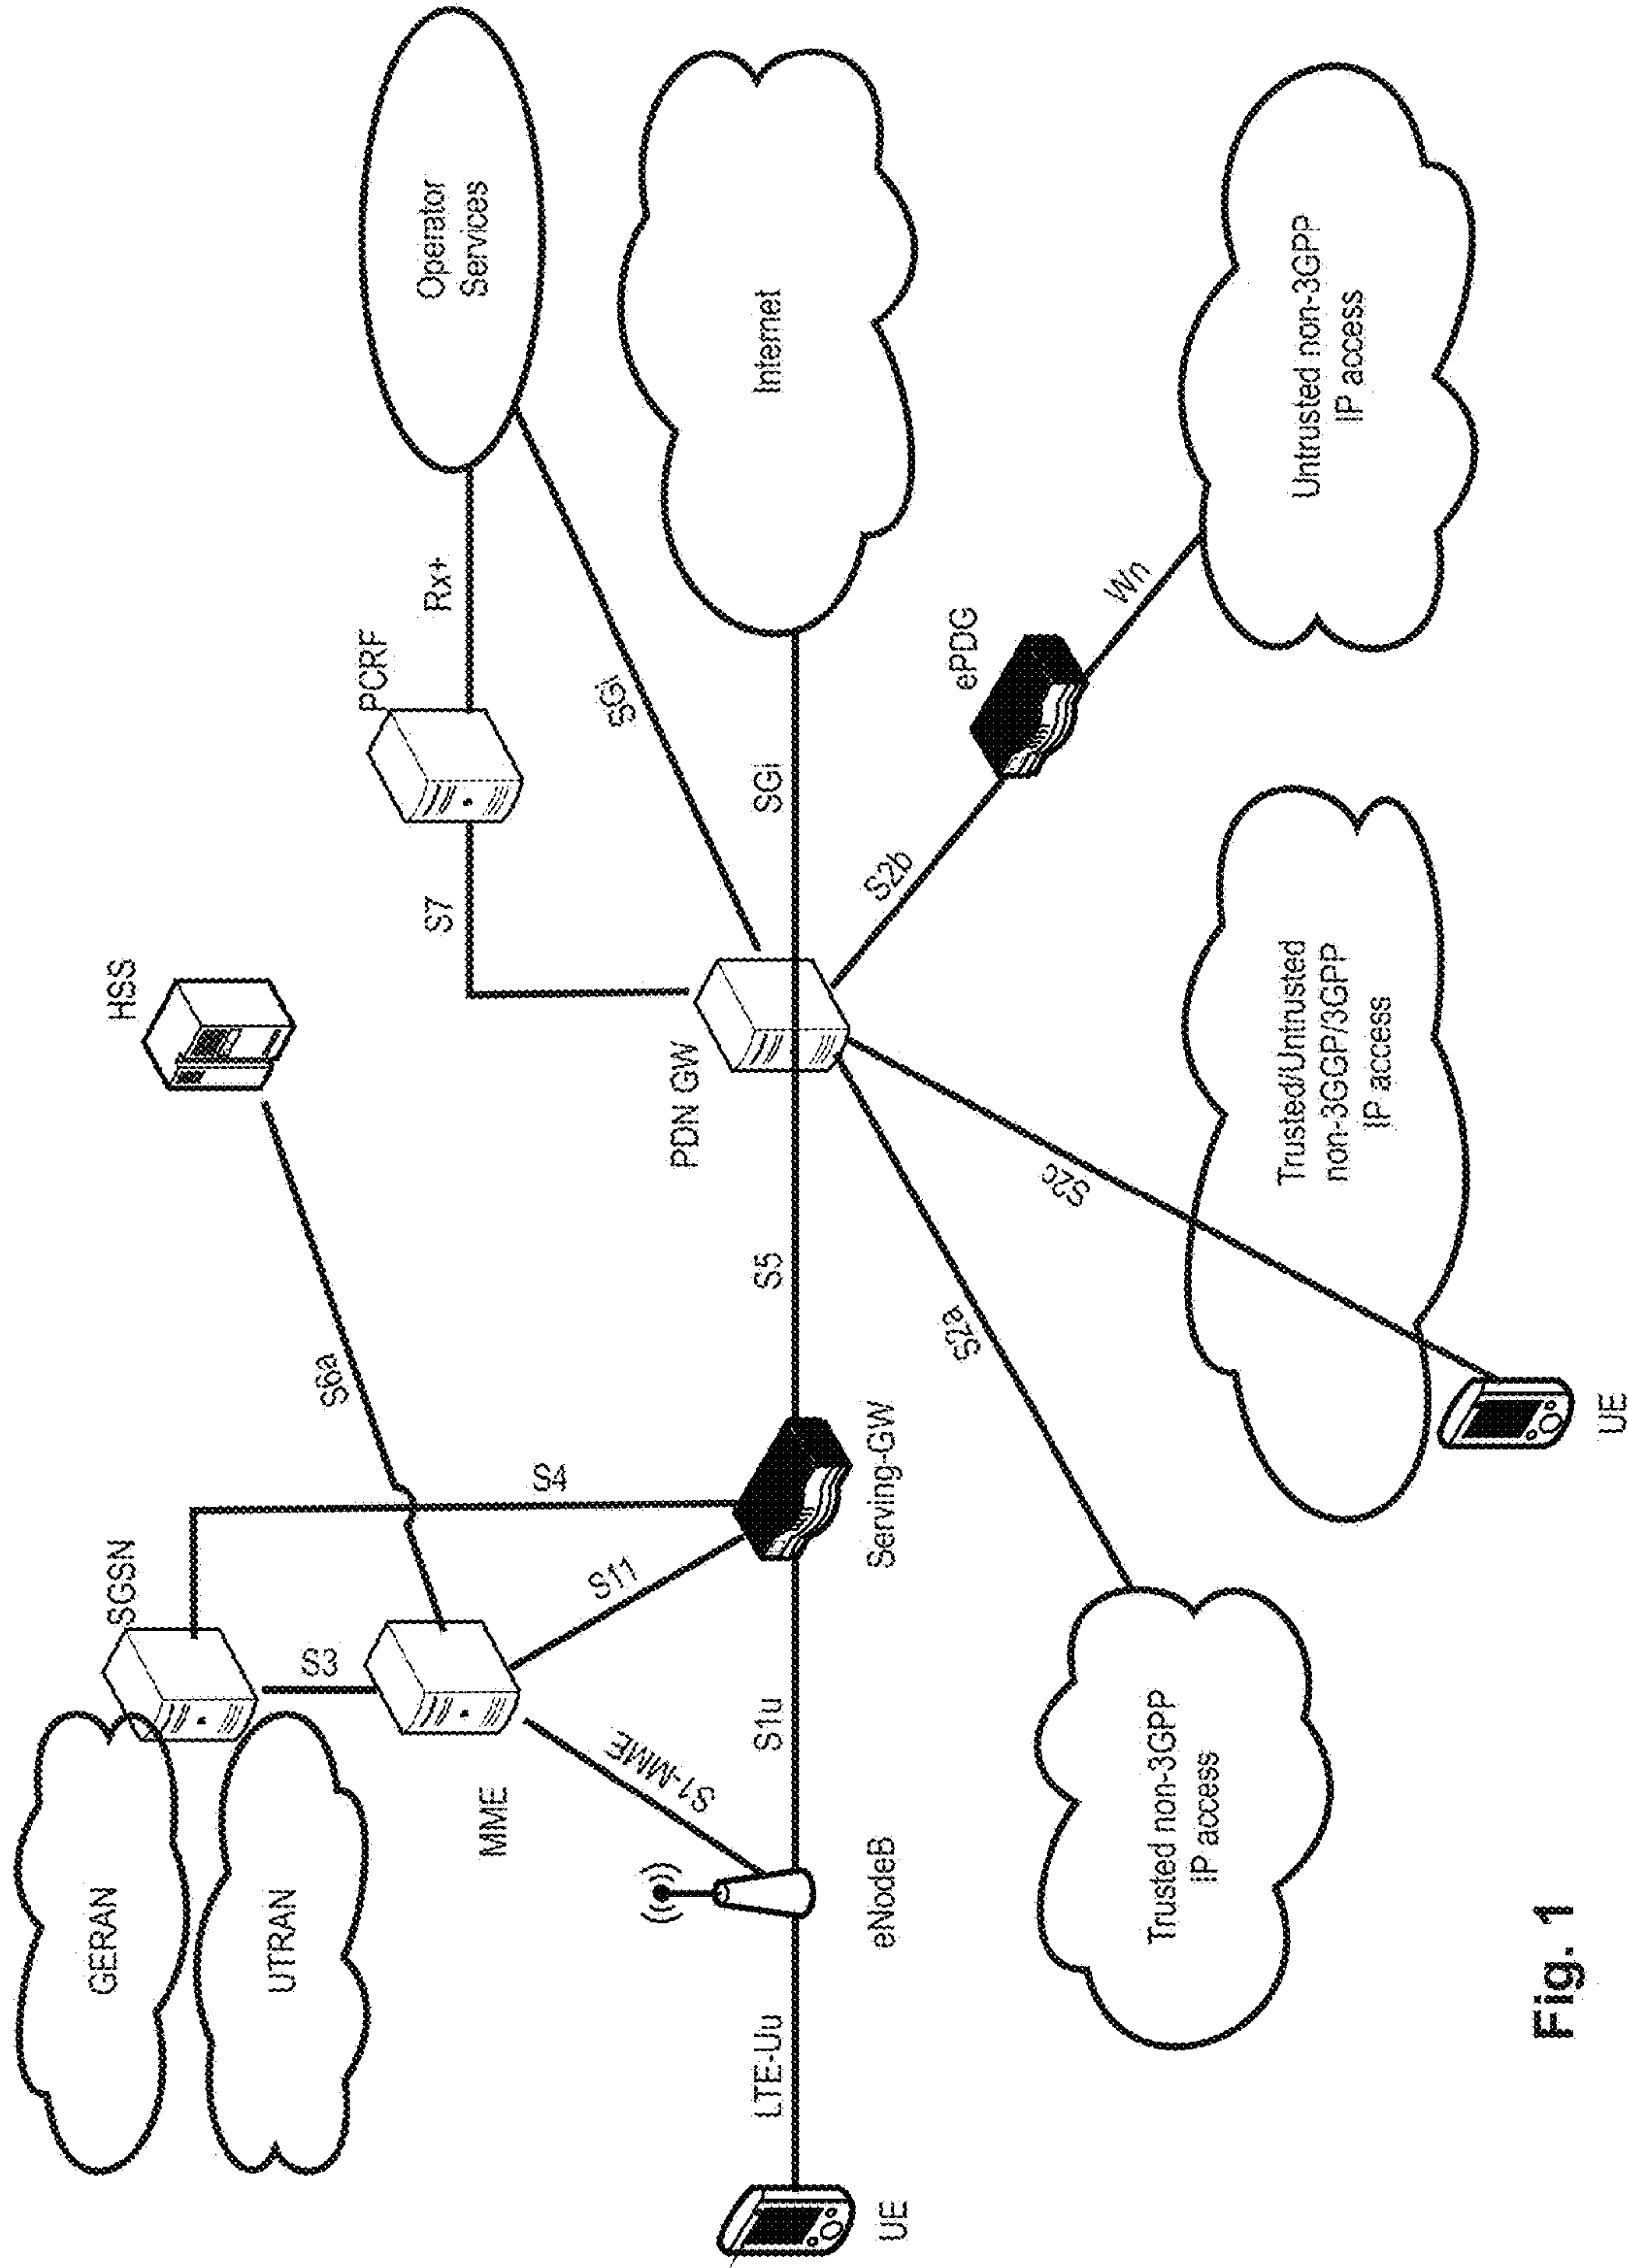 GERAN
UTRAN
SGSN
HSS
S3
S6a
S4
MME
S11
S1-MME
S7
PCRF
Rx+
Operator
Services
SGi
UE
LTE-Uu
eNodeB
S1u
Serving-GW
S5
PDN GW
SGi
Internet
S2a
S2c
S2b
ePDG
Wn
Trusted non-3GPP
IP access
UE
Trusted/Untrusted
non-3GGP/3GPP
IP access
Untrusted non-3GPP
IP access
Fig. 1